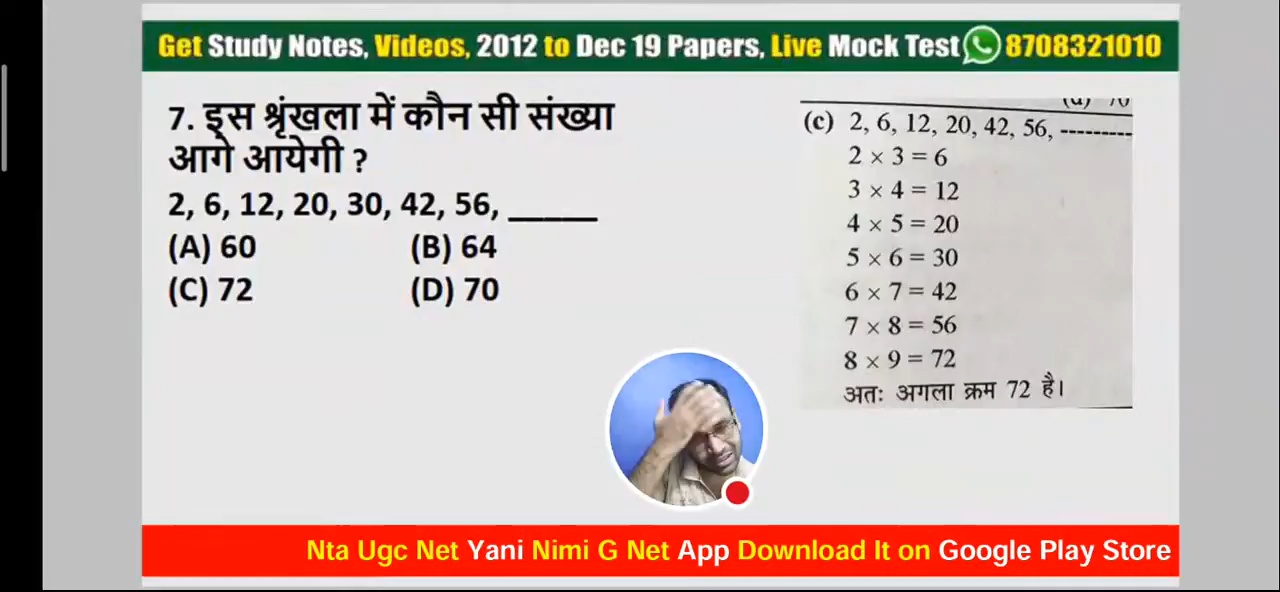 Get Study Notes, Videos, 2012 to Dec 19 Papers, Live Mock Test 8708321010
7. इस श्रृंखला में कौन सी संख्या
आगे आयेगी ?
2, 6, 12, 20, 30, 42, 56, _____
(A) 60 (B) 64
(C) 72 (D) 70
(c) 2, 6, 12, 20, 42, 56, ---------
2 × 3 = 6
3 × 4 = 12
4 × 5 = 20
5 × 6 = 30
6 × 7 = 42
7 × 8 = 56
8 × 9 = 72
अतः अगला क्रम 72 है।
Nta Ugc Net Yani Nimi G Net App Download It on Google Play Store